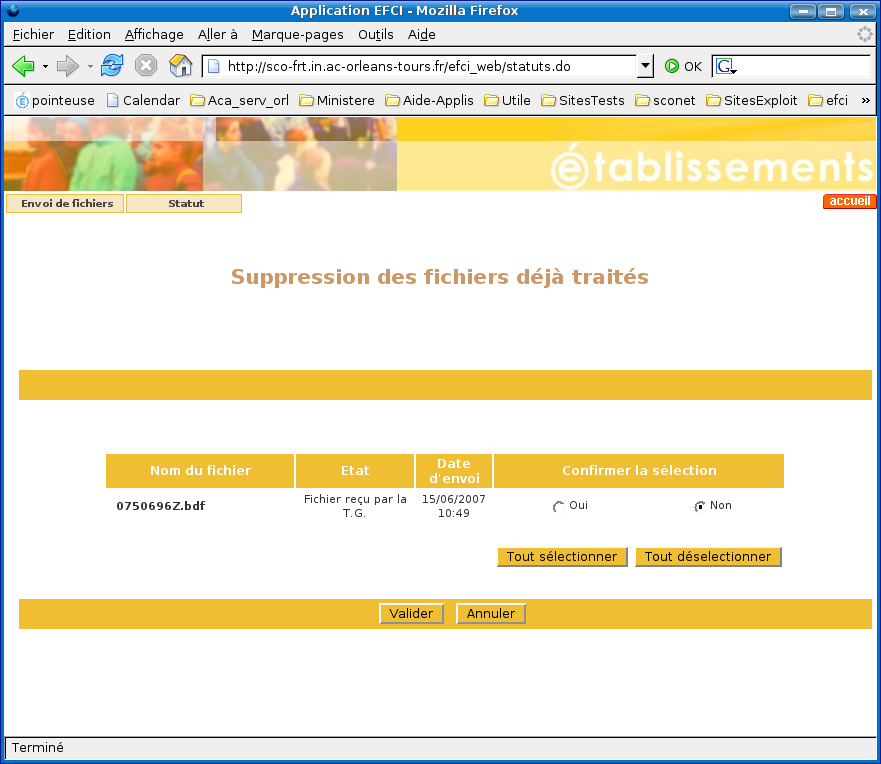 Application EFCI - Mozilla Firefox
Fichier Edition Affichage Aller à Marque-pages Outils Aide
http://sco-frt.in.ac-orleans-tours.fr/efci_web/statuts.do OK G
pointeuse Calendar Aca_serv_orl Ministere Aide-Applis Utile SitesTests sconet SitesExploit efci »
établissements
Envoi de fichiers Statut accueil
Suppression des fichiers déjà traités
Nom du fichier Etat Date d'envoi Confirmer la sélection
0750696Z.bdf Fichier reçu par la T.G. 15/06/2007 10:49 Oui Non
Tout sélectionner Tout déselectionner
Valider Annuler
Terminé